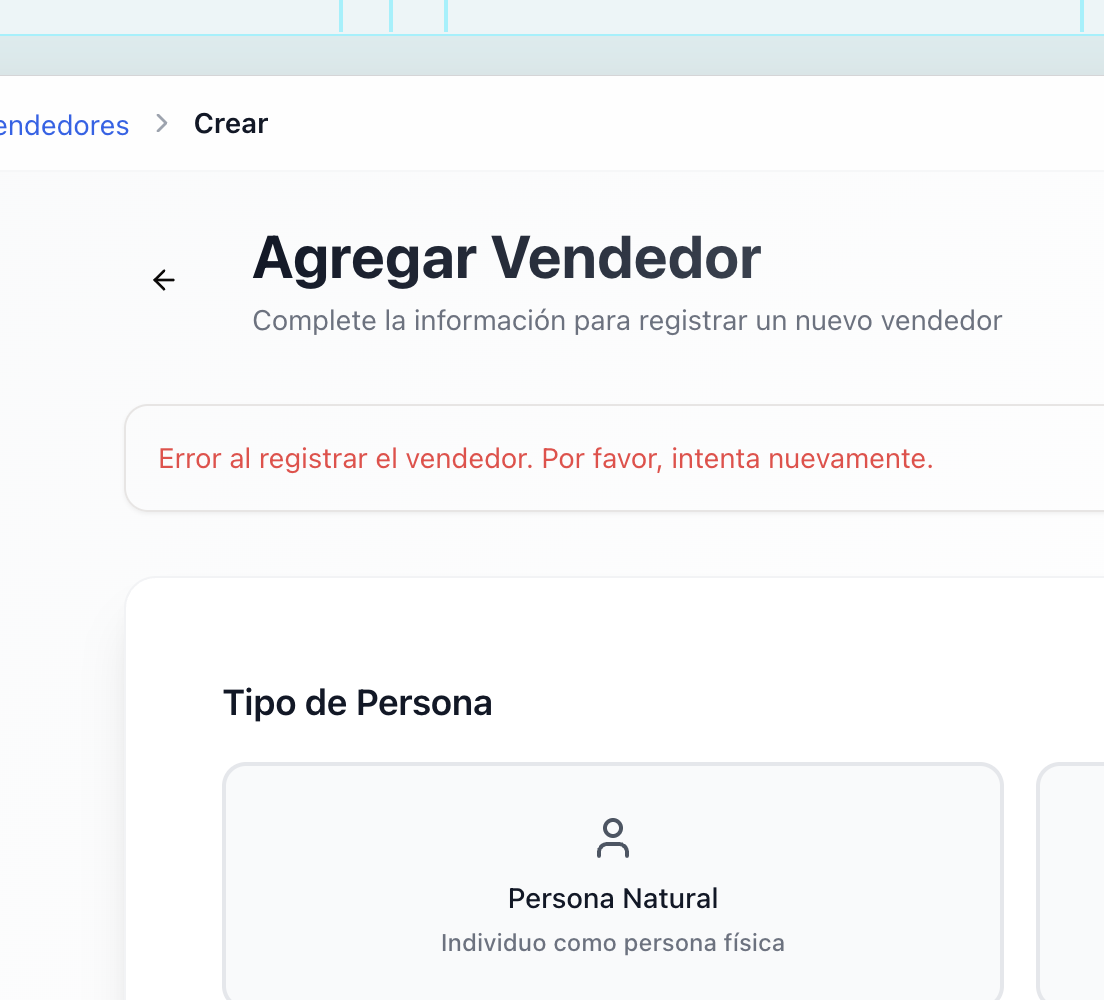 endedores > Crear
Agregar Vendedor
Complete la información para registrar un nuevo vendedor
Error al registrar el vendedor. Por favor, intenta nuevamente.
Tipo de Persona
Persona Natural
Individuo como persona física